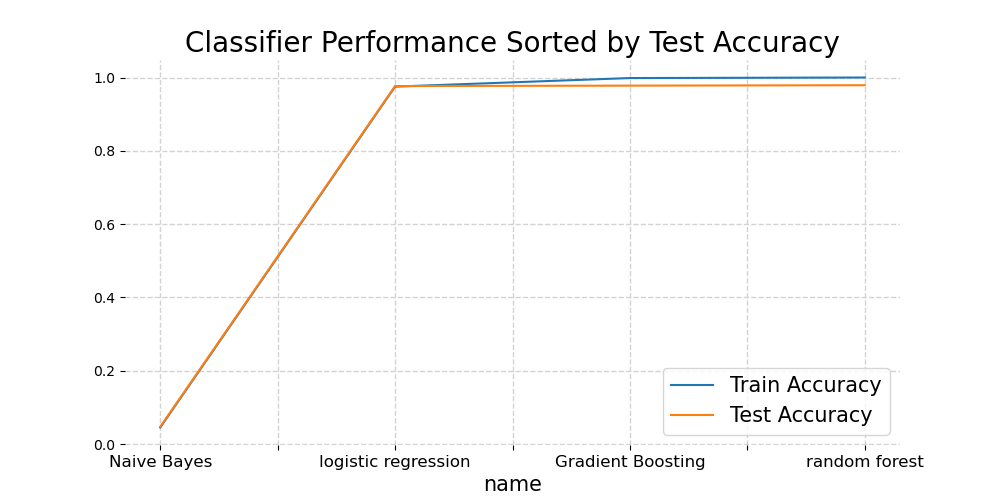 Classifier Performance Sorted by Test Accuracy
1.0
0.8
0.6
0.4
0.2
0.0
Train Accuracy
Test Accuracy
Naive Bayes logistic regression Gradient Boosting random forest
name